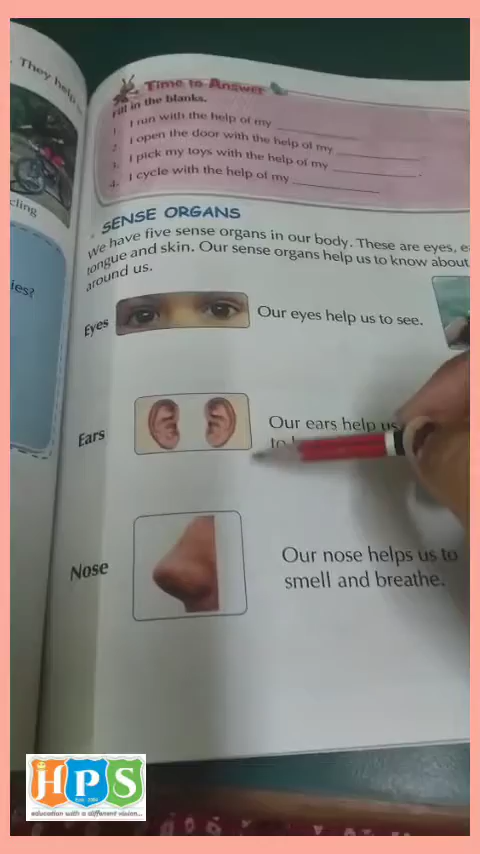 They help
cling
ies?
Time to Answer
Fill in the blanks.
1. I run with the help of my
2. I open the door with the help of my
3. I pick my toys with the help of my
4. I cycle with the help of my
SENSE ORGANS
We have five sense organs in our body. These are eyes,
tongue and skin. Our sense organs help us to know about
around us.
Eyes
Our eyes help us to see.
Ears
Our ears help us
to
Nose
Our nose helps us to
smell and breathe.
HPS
education with a different vision...